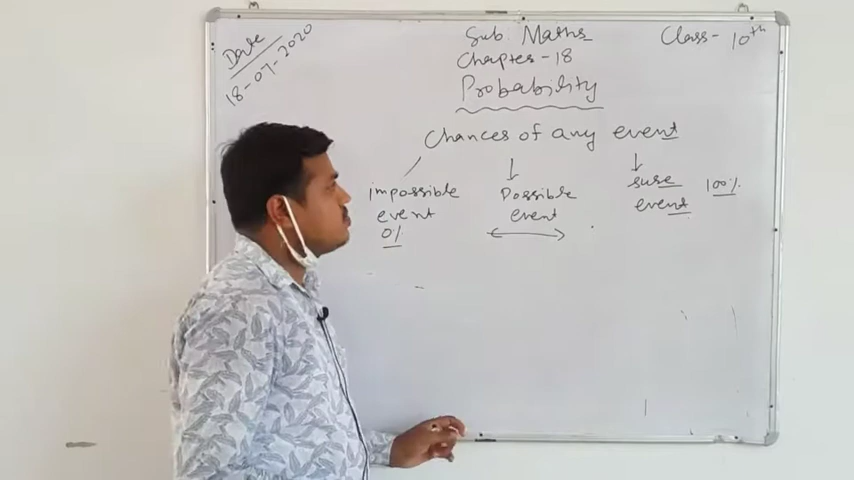 Date
18-07-2020
Sub: Maths
Class- 10th
Chapter-18
Probability
Chances of any event
impossible
event
0%
Possible
event
sure
event
100%